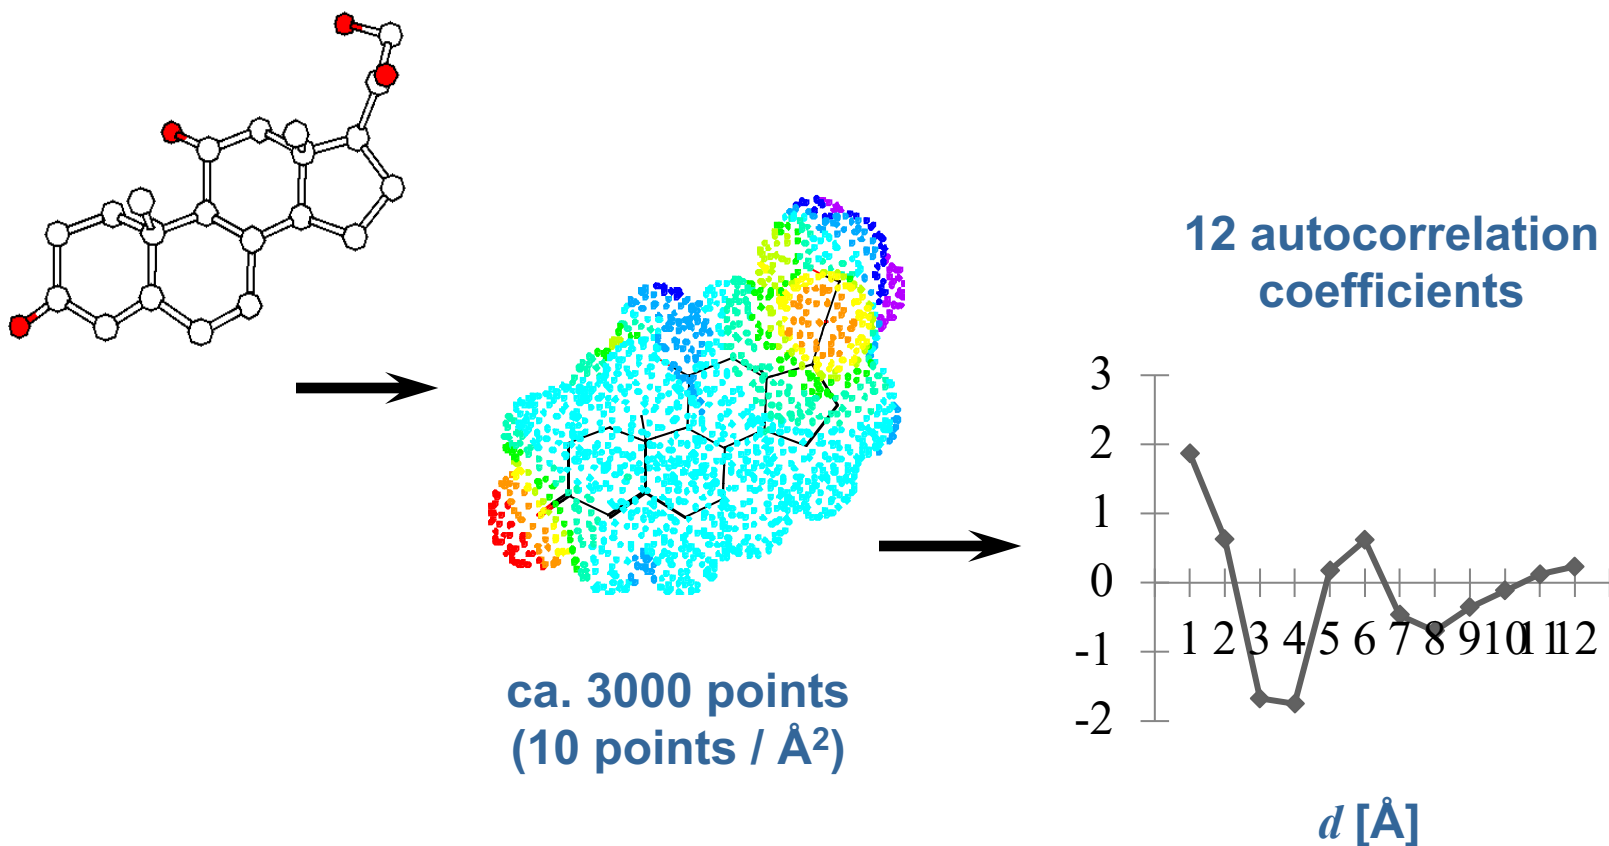 12 autocorrelation
coefficients
3
2
1
0
-1
-2
1 2 3 4 5 6 7 8 9 10 11 12
ca. 3000 points
(10 points / Å²)
d [Å]